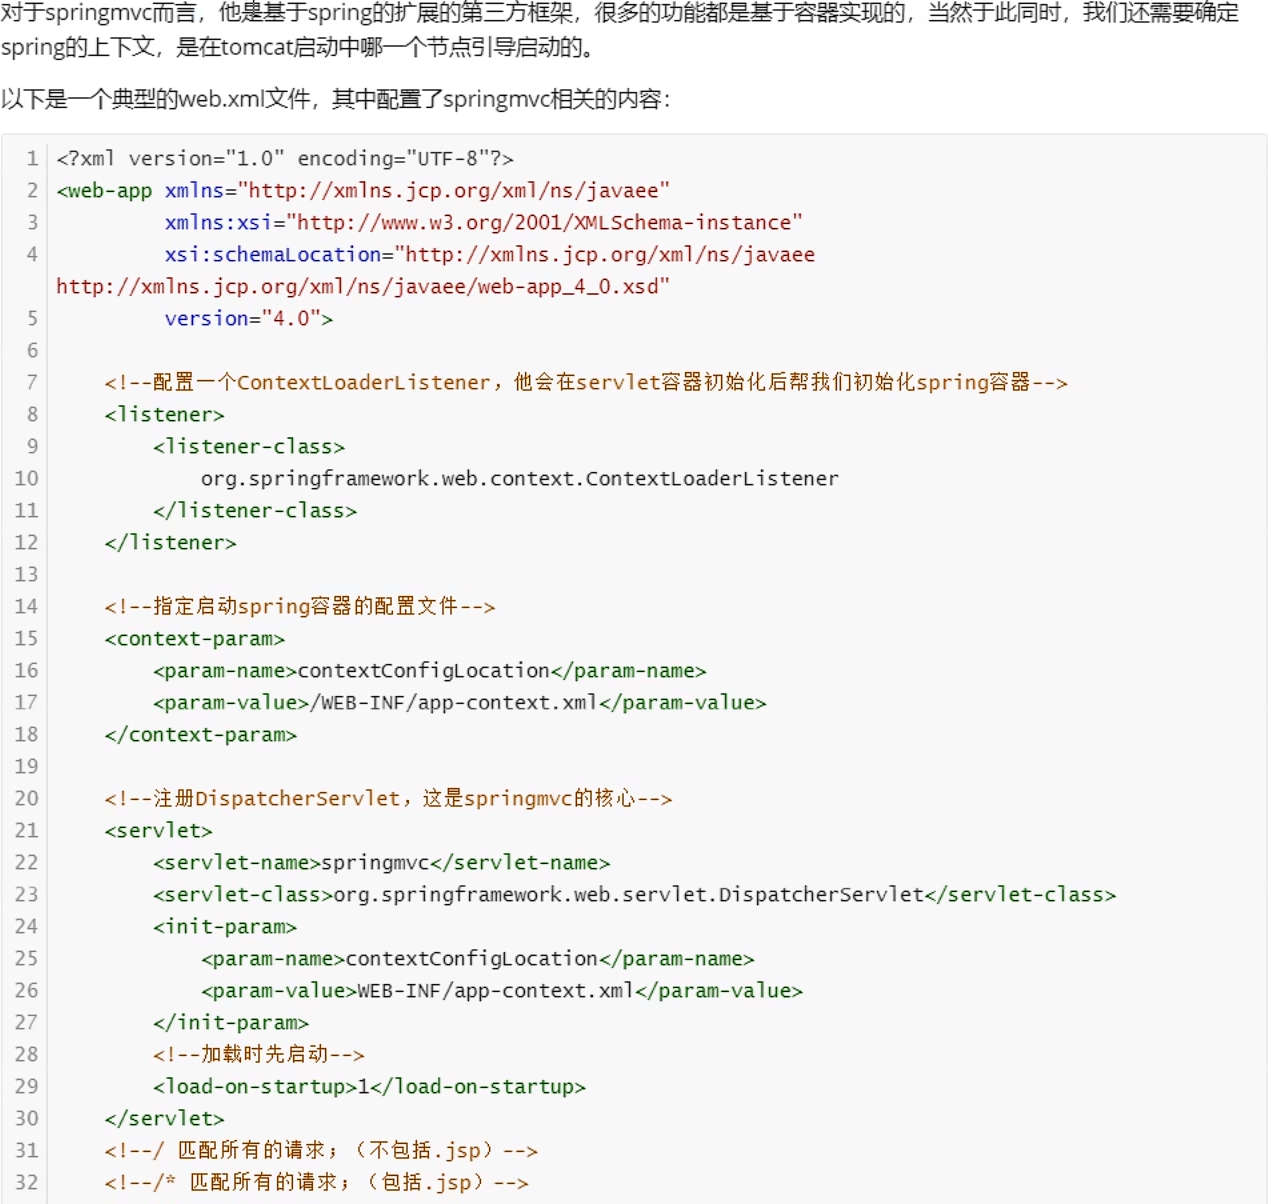 对于springmvc而言，他是基于spring的扩展的第三方框架，很多的功能都是基于容器实现的，当然于此同时，我们还需要确定
spring的上下文，是在tomcat启动中哪一个节点引导启动的。
以下是一个典型的web.xml文件，其中配置了springmvc相关的内容：
1 <?xml version="1.0" encoding="UTF-8"?>
2 <web-app xmlns="http://xmlns.jcp.org/xml/ns/javaee"
3 xmlns:xsi="http://www.w3.org/2001/XMLSchema-instance"
4 xsi:schemaLocation="http://xmlns.jcp.org/xml/ns/javaee
http://xmlns.jcp.org/xml/ns/javaee/web-app_4_0.xsd"
5 version="4.0">
6
7 <!--配置一个ContextLoaderListener，他会在servlet容器初始化后帮我们初始化spring容器-->
8 <listener>
9 <listener-class>
10 org.springframework.web.context.ContextLoaderListener
11 </listener-class>
12 </listener>
13
14 <!--指定启动spring容器的配置文件-->
15 <context-param>
16 <param-name>contextConfigLocation</param-name>
17 <param-value>/WEB-INF/app-context.xml</param-value>
18 </context-param>
19
20 <!--注册DispatcherServlet，这是springmvc的核心-->
21 <servlet>
22 <servlet-name>springmvc</servlet-name>
23 <servlet-class>org.springframework.web.servlet.DispatcherServlet</servlet-class>
24 <init-param>
25 <param-name>contextConfigLocation</param-name>
26 <param-value>WEB-INF/app-context.xml</param-value>
27 </init-param>
28 <!--加载时先启动-->
29 <load-on-startup>1</load-on-startup>
30 </servlet>
31 <!--/ 匹配所有的请求；（不包括.jsp）-->
32 <!--/* 匹配所有的请求；（包括.jsp）-->